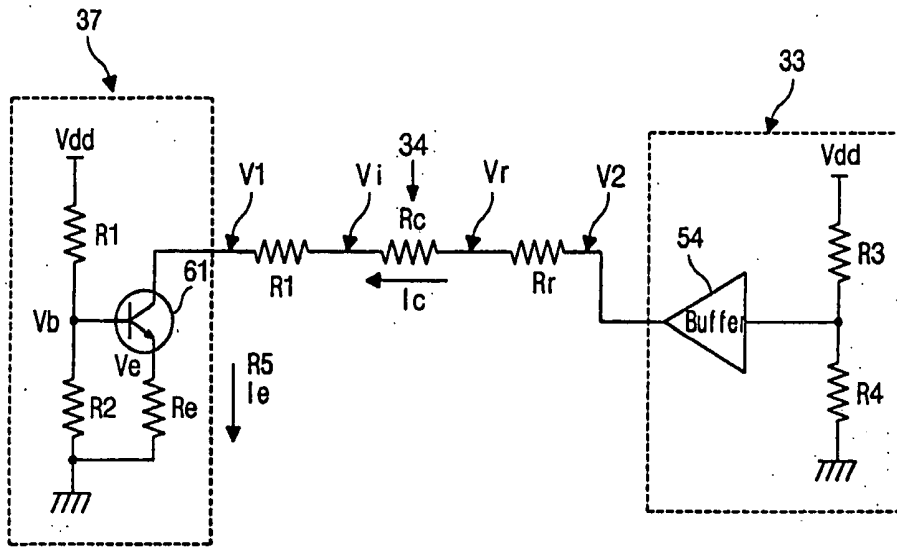 37
33
Vdd
34
Vdd
V1
Vi
Vr
V2
Rc
R1
61
54
R3
R1
Rr
Ic
Buffer
Vb
Ve
R5
Ie
R2
Re
R4